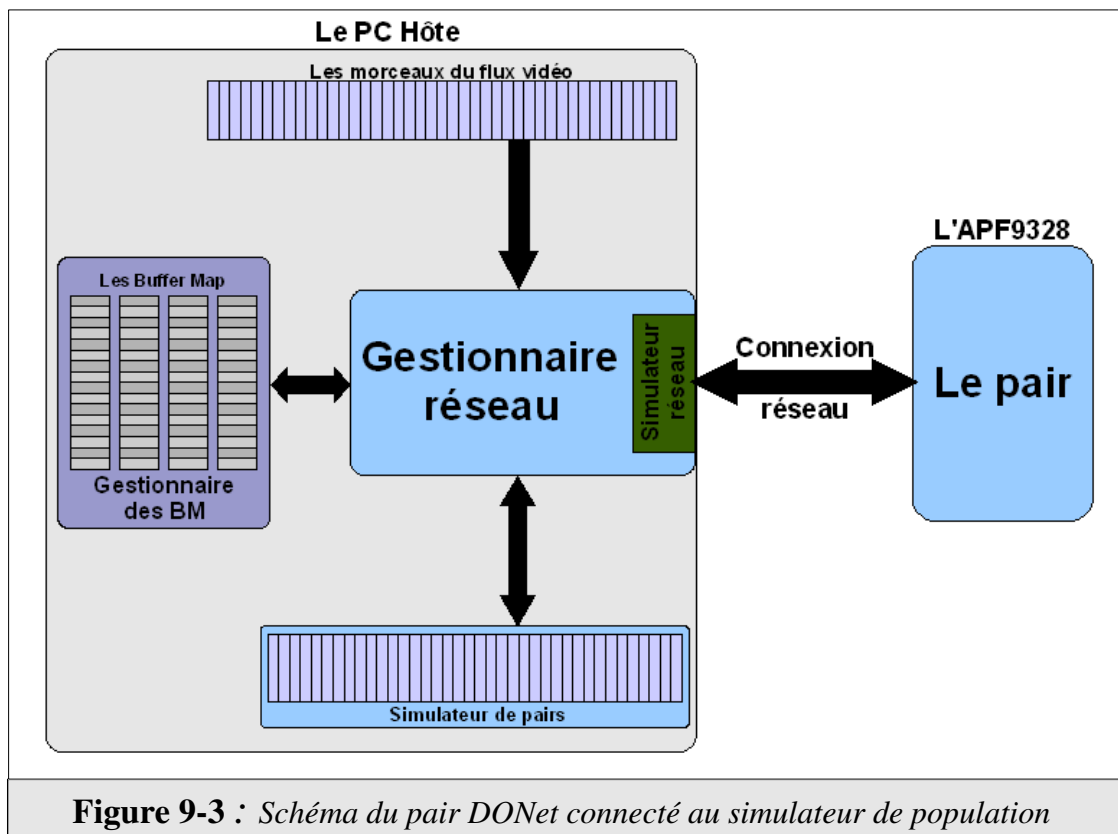 Le PC Hôte
Les morceaux du flux vidéo
L'APF9328
Les Buffer Map
Gestionnaire
des BM
Gestionnaire
réseau
Simulateur
réseau
Connexion
réseau
Le pair
Simulateur de pairs
Figure 9-3 : Schéma du pair DONet connecté au simulateur de population